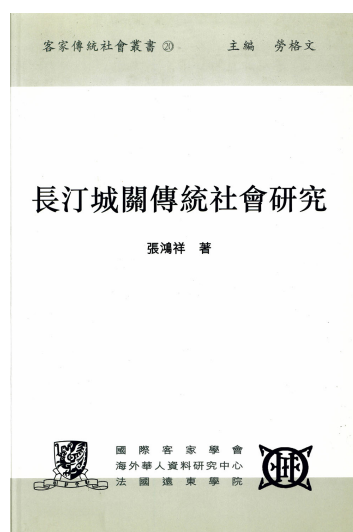 客家傳統社會叢書⑳ 主編 勞格文
長汀城關傳統社會研究
張鴻祥 著
國際客家學會
海外華人資料研究中心
法國遠東學院